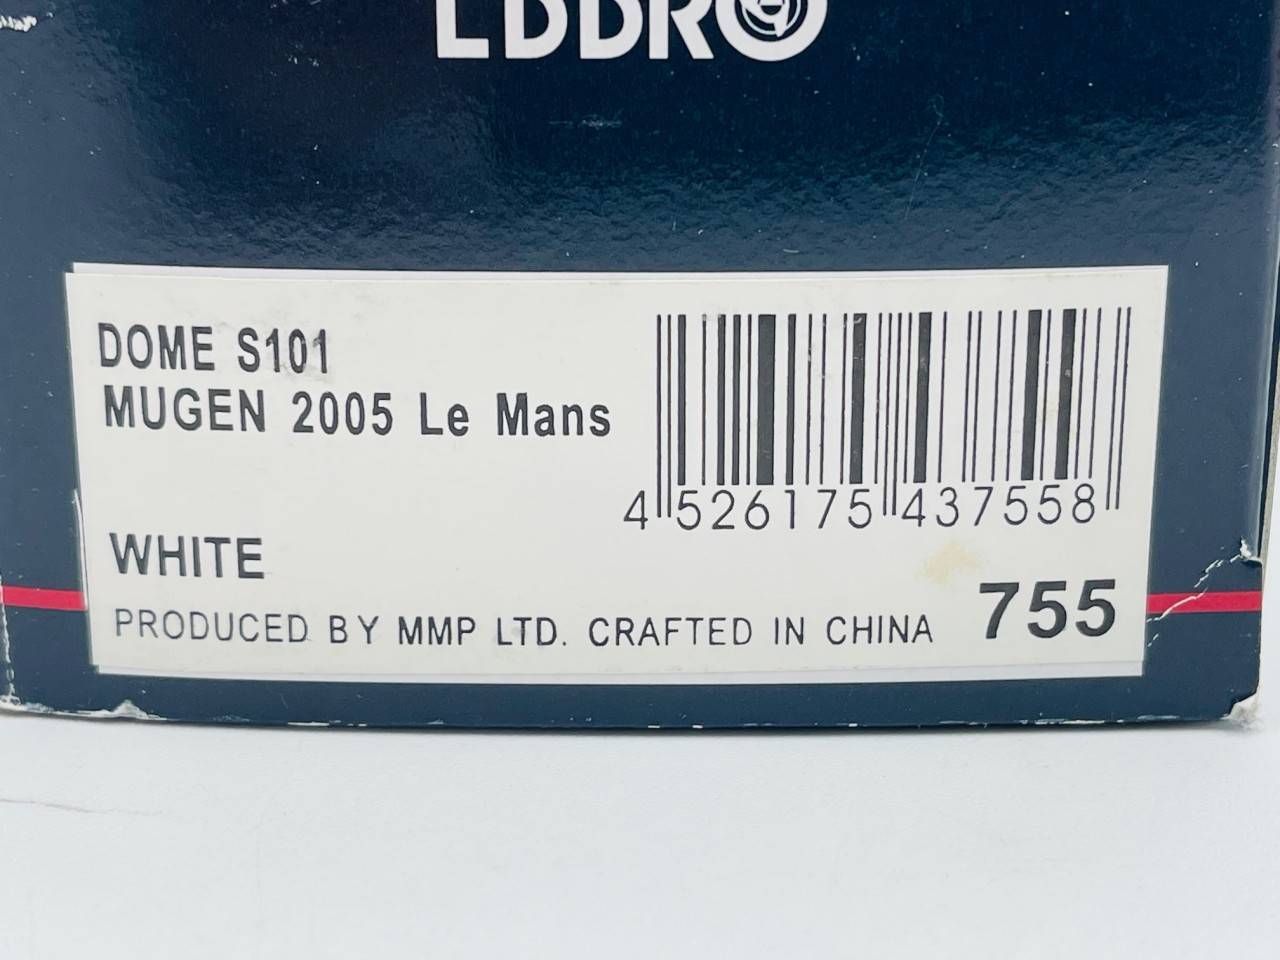 EBBRO
DOME S101
MUGEN 2005 Le Mans
4 526175 437558
WHITE
PRODUCED BY MMP LTD. CRAFTED IN CHINA
755